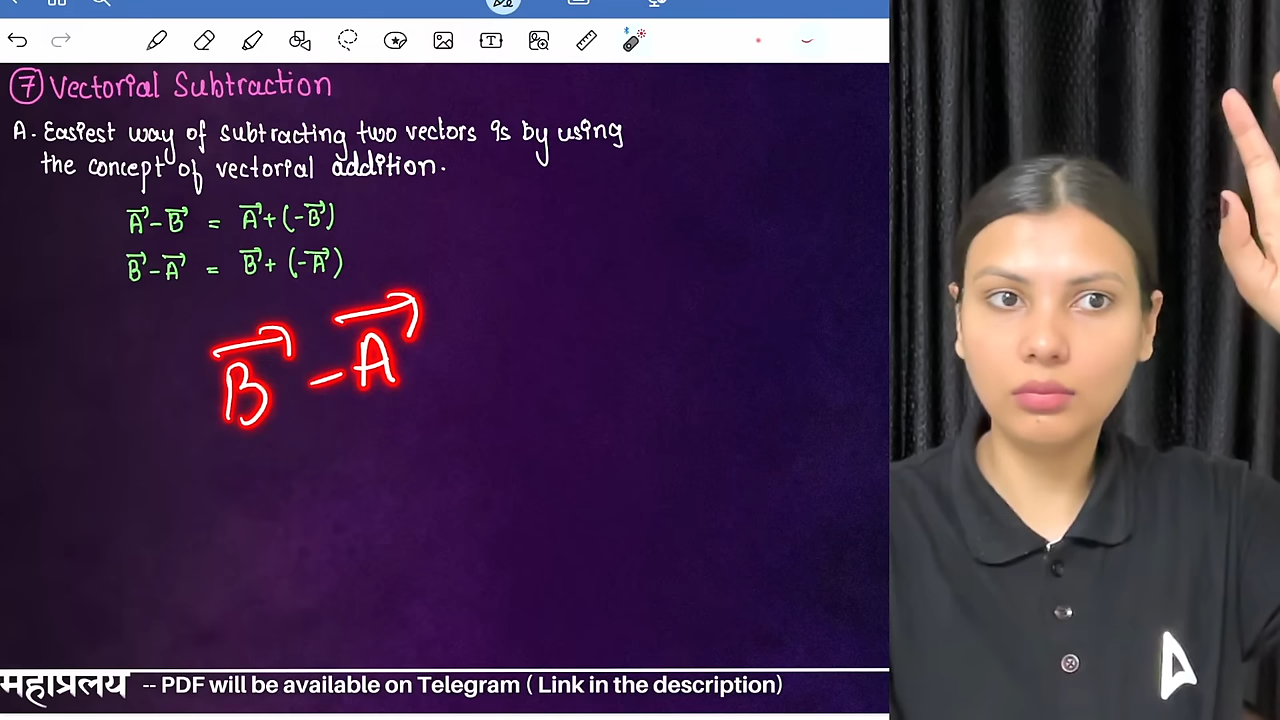 ⑦ Vectorial Subtraction
A. Easiest way of subtracting two vectors is by using
the concept of vectorial addition.
A⃗ - B⃗ = A⃗ + (-B⃗)
B⃗ - A⃗ = B⃗ + (-A⃗)
B⃗ - A⃗
महाप्रलय -- PDF will be available on Telegram ( Link in the description)